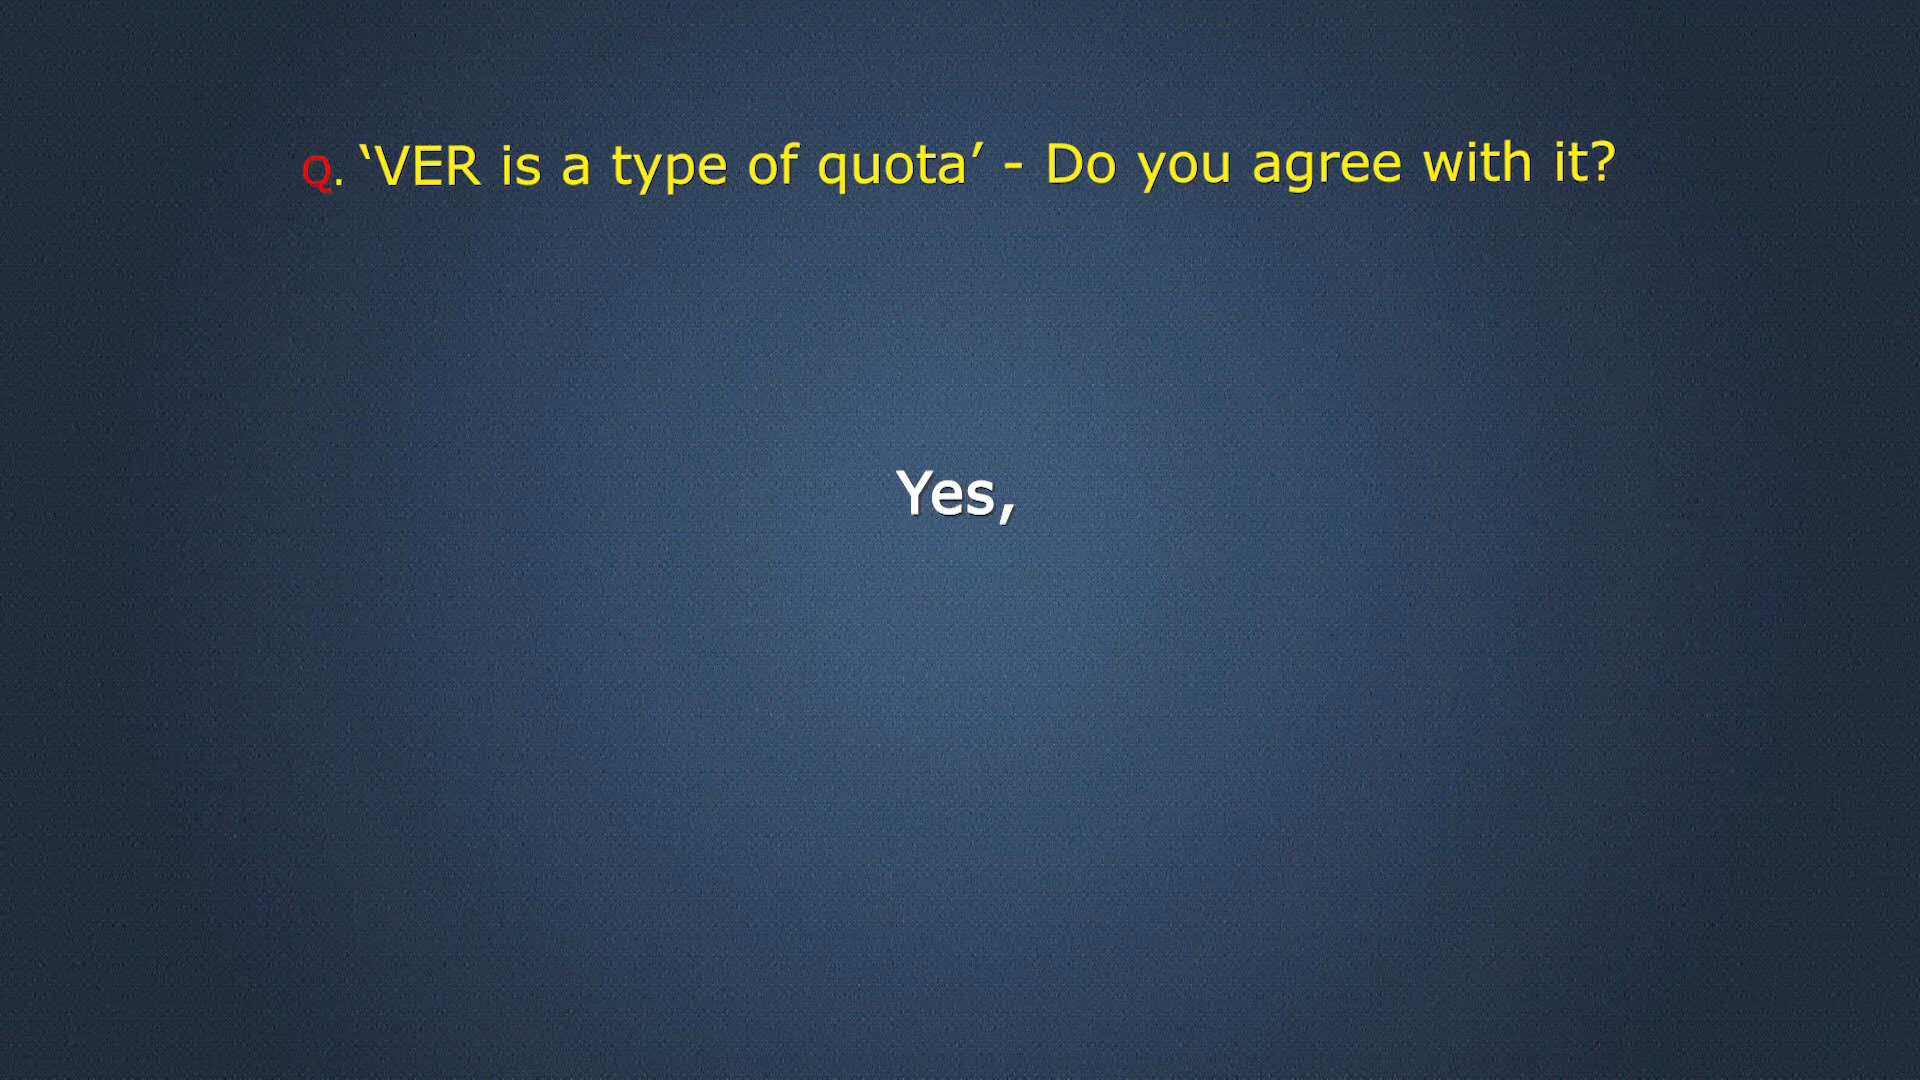 Q. ‘VER is a type of quota’ - Do you agree with it?
Yes,